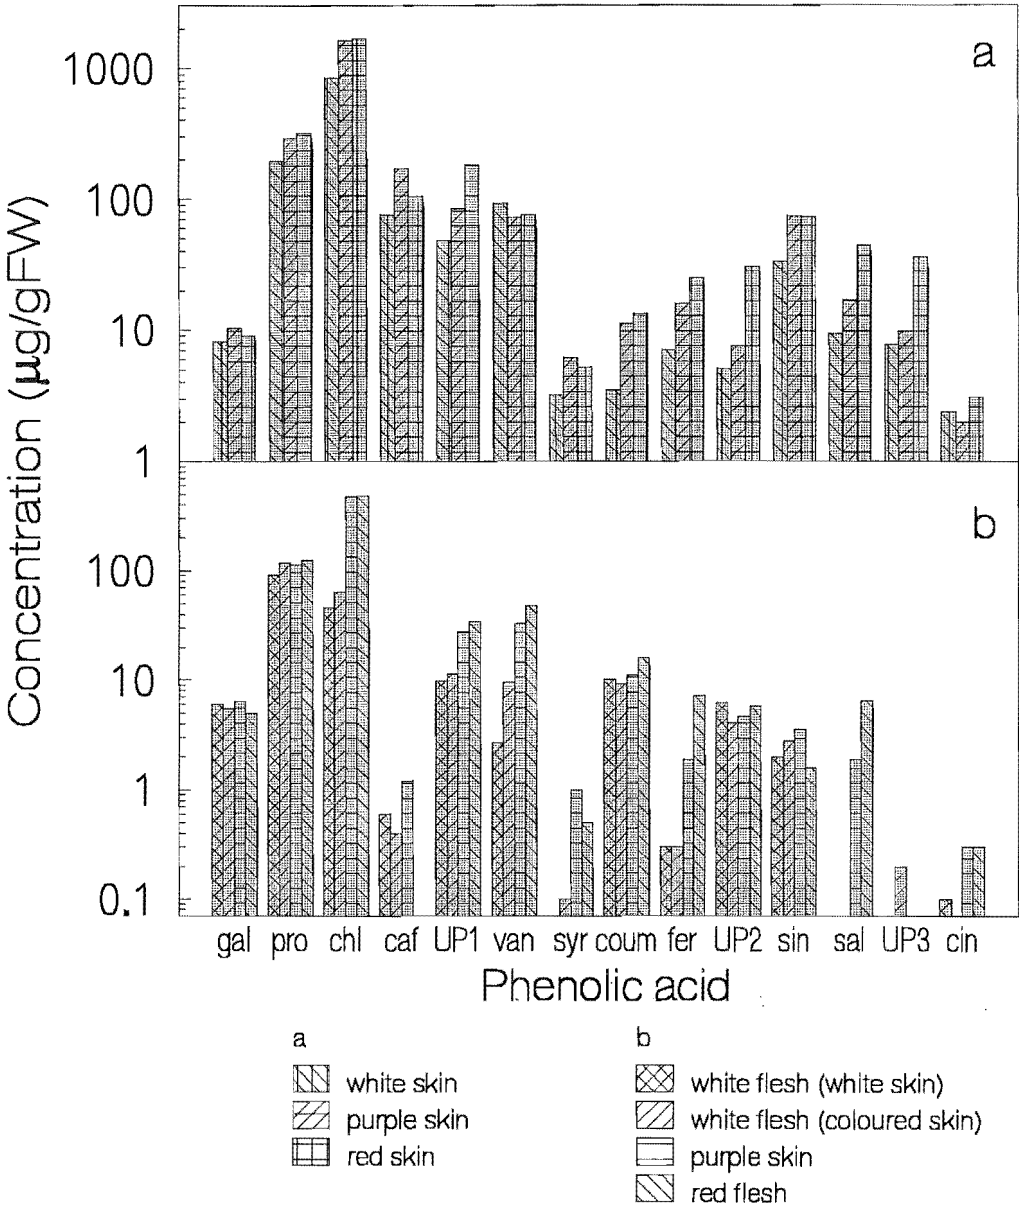 a
1000
100
10
1
Concentration (µg/gFW)
b
100
10
1
0.1
gal pro chl caf UP1 van syr coum fer UP2 sin sal UP3 cin
Phenolic acid
a
white skin
purple skin
red skin
b
white flesh (white skin)
white flesh (coloured skin)
purple skin
red flesh